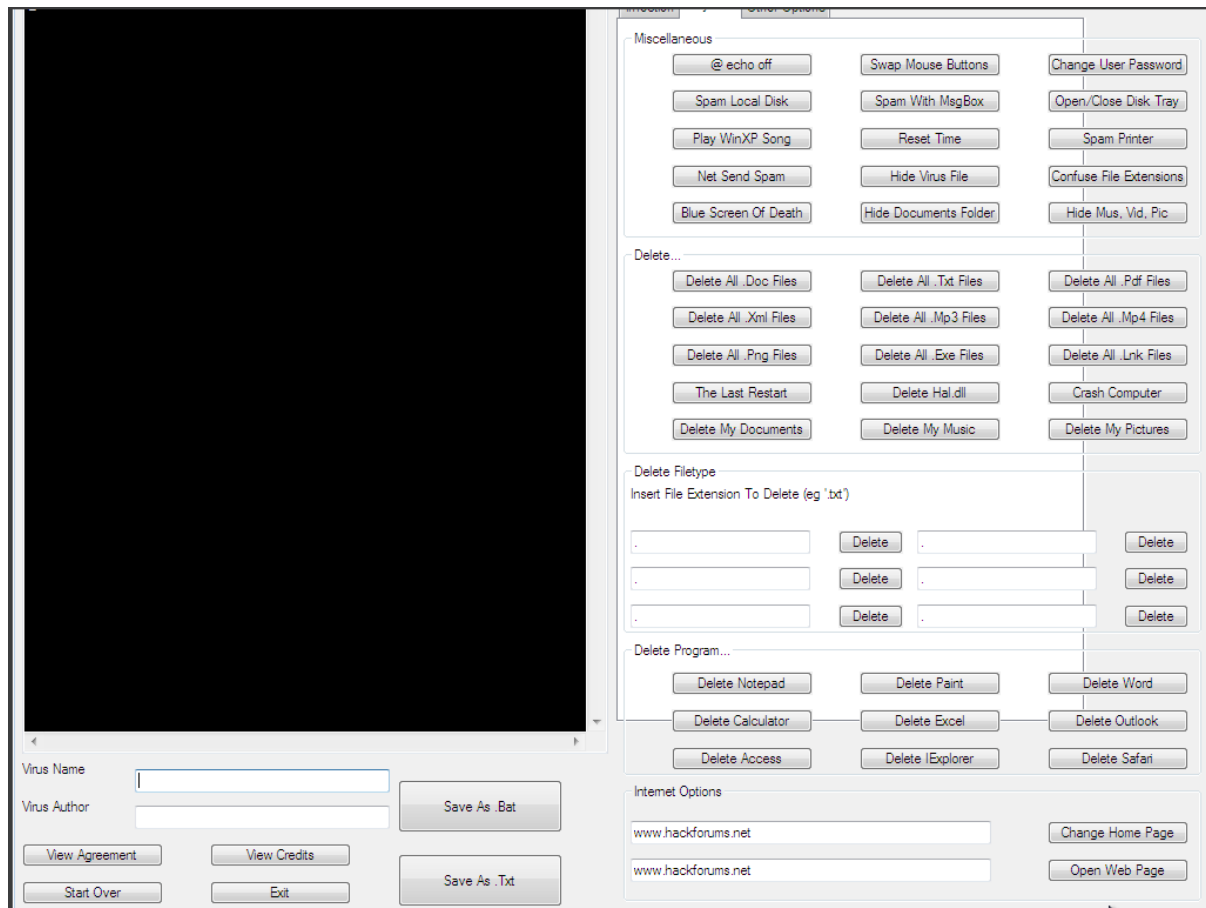 Infection
Other Options
Miscellaneous
@ echo off
Swap Mouse Buttons
Change User Password
Spam Local Disk
Spam With MsgBox
Open/Close Disk Tray
Play WinXP Song
Reset Time
Spam Printer
Net Send Spam
Hide Virus File
Confuse File Extensions
Blue Screen Of Death
Hide Documents Folder
Hide Mus, Vid, Pic
Delete...
Delete All .Doc Files
Delete All .Txt Files
Delete All .Pdf Files
Delete All .Xml Files
Delete All .Mp3 Files
Delete All .Mp4 Files
Delete All .Png Files
Delete All .Exe Files
Delete All .Lnk Files
The Last Restart
Delete Hal.dll
Crash Computer
Delete My Documents
Delete My Music
Delete My Pictures
Delete Filetype
Insert File Extension To Delete (eg '.txt')
.
Delete
.
Delete
.
Delete
.
Delete
.
Delete
.
Delete
Delete Program...
Delete Notepad
Delete Paint
Delete Word
Delete Calculator
Delete Excel
Delete Outlook
Delete Access
Delete IExplorer
Delete Safari
Internet Options
www.hackforums.net
Change Home Page
www.hackforums.net
Open Web Page
Virus Name
Virus Author
Save As .Bat
View Agreement
View Credits
Save As .Txt
Start Over
Exit